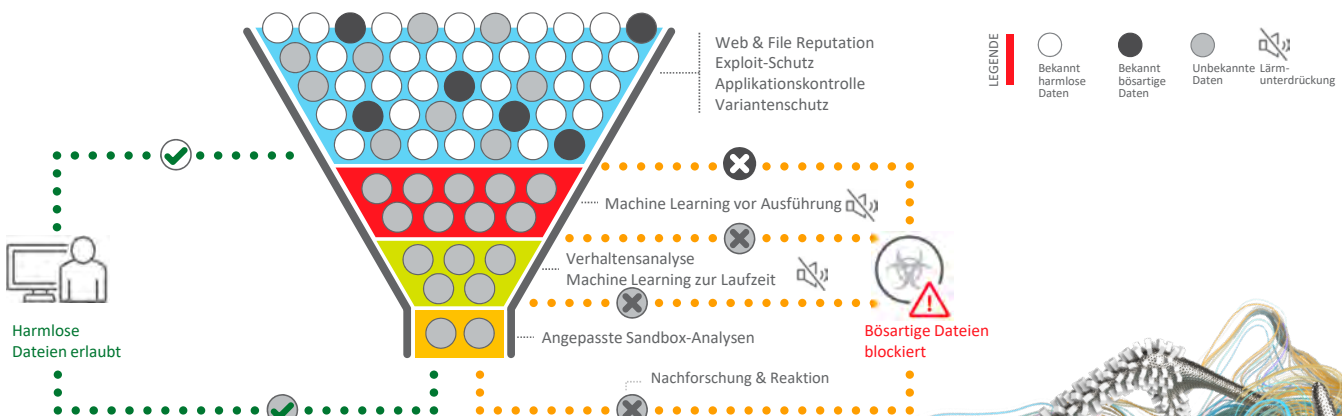 Web & File Reputation
Exploit-Schutz
Applikationskontrolle
Variantenschutz
LEGENDE
Bekannt
harmlose
Daten
Bekannt
bösartige
Daten
Unbekannte
Daten
Lärm-
unterdrückung
Machine Learning vor Ausführung
Verhaltensanalyse
Machine Learning zur Laufzeit
Harmlose
Dateien erlaubt
Angepasste Sandbox-Analysen
Bösartige Dateien
blockiert
Nachforschung & Reaktion